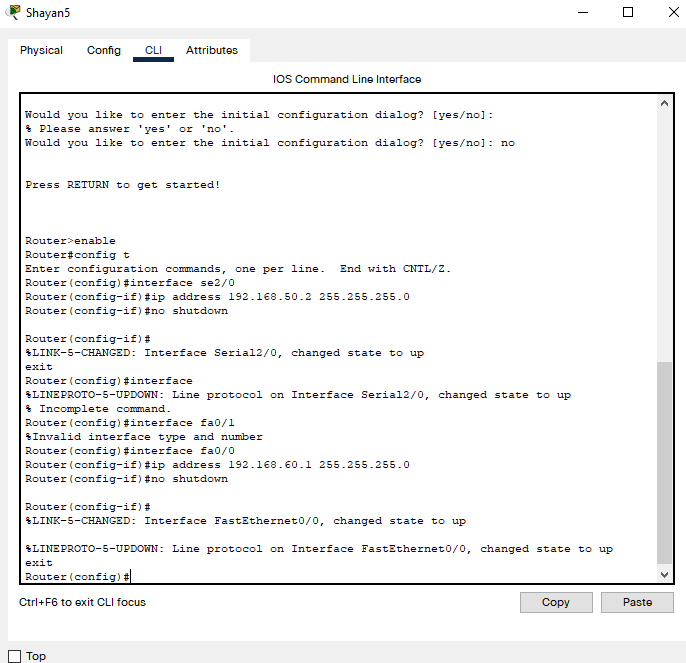 Shayan5
Physical Config CLI Attributes
IOS Command Line Interface
Would you like to enter the initial configuration dialog? [yes/no]:
% Please answer 'yes' or 'no'.
Would you like to enter the initial configuration dialog? [yes/no]: no
Press RETURN to get started!
Router>enable
Router#config t
Enter configuration commands, one per line.  End with CNTL/Z.
Router(config)#interface se2/0
Router(config-if)#ip address 192.168.50.2 255.255.255.0
Router(config-if)#no shutdown
Router(config-if)#
%LINK-5-CHANGED: Interface Serial2/0, changed state to up
exit
Router(config)#interface
%LINEPROTO-5-UPDOWN: Line protocol on Interface Serial2/0, changed state to up
% Incomplete command.
Router(config)#interface fa0/1
%Invalid interface type and number
Router(config)#interface fa0/0
Router(config-if)#ip address 192.168.60.1 255.255.255.0
Router(config-if)#no shutdown
Router(config-if)#
%LINK-5-CHANGED: Interface FastEthernet0/0, changed state to up
%LINEPROTO-5-UPDOWN: Line protocol on Interface FastEthernet0/0, changed state to up
exit
Router(config)#
Ctrl+F6 to exit CLI focus
Copy Paste
Top